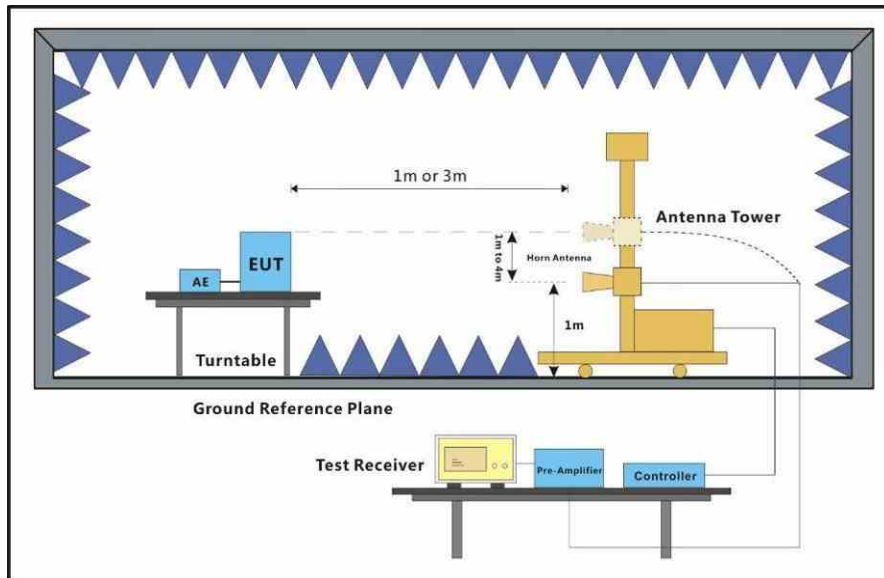 1m or 3m
Antenna Tower
1m to 4m
Horn Antenna
EUT
AE
1m
Turntable
Ground Reference Plane
Test Receiver
Pre-Amplifier
Controller